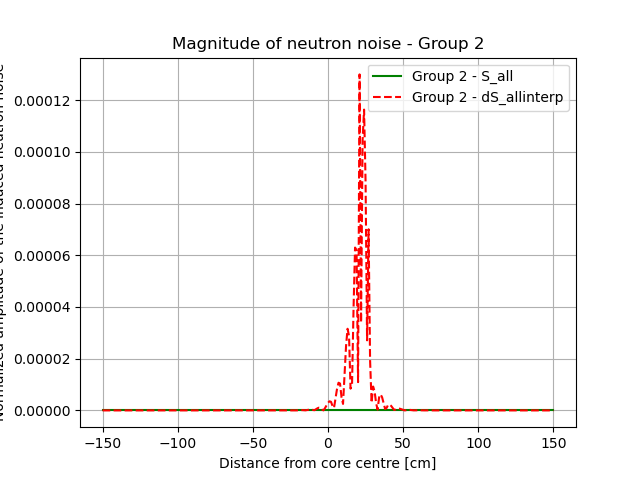 Magnitude of neutron noise - Group 2
Group 2 - S_all
Group 2 - dS_allinterp
Normalized amplitude of the induced neutron noise
0.00012
0.00010
0.00008
0.00006
0.00004
0.00002
0.00000
−150
−100
−50
0
50
100
150
Distance from core centre [cm]